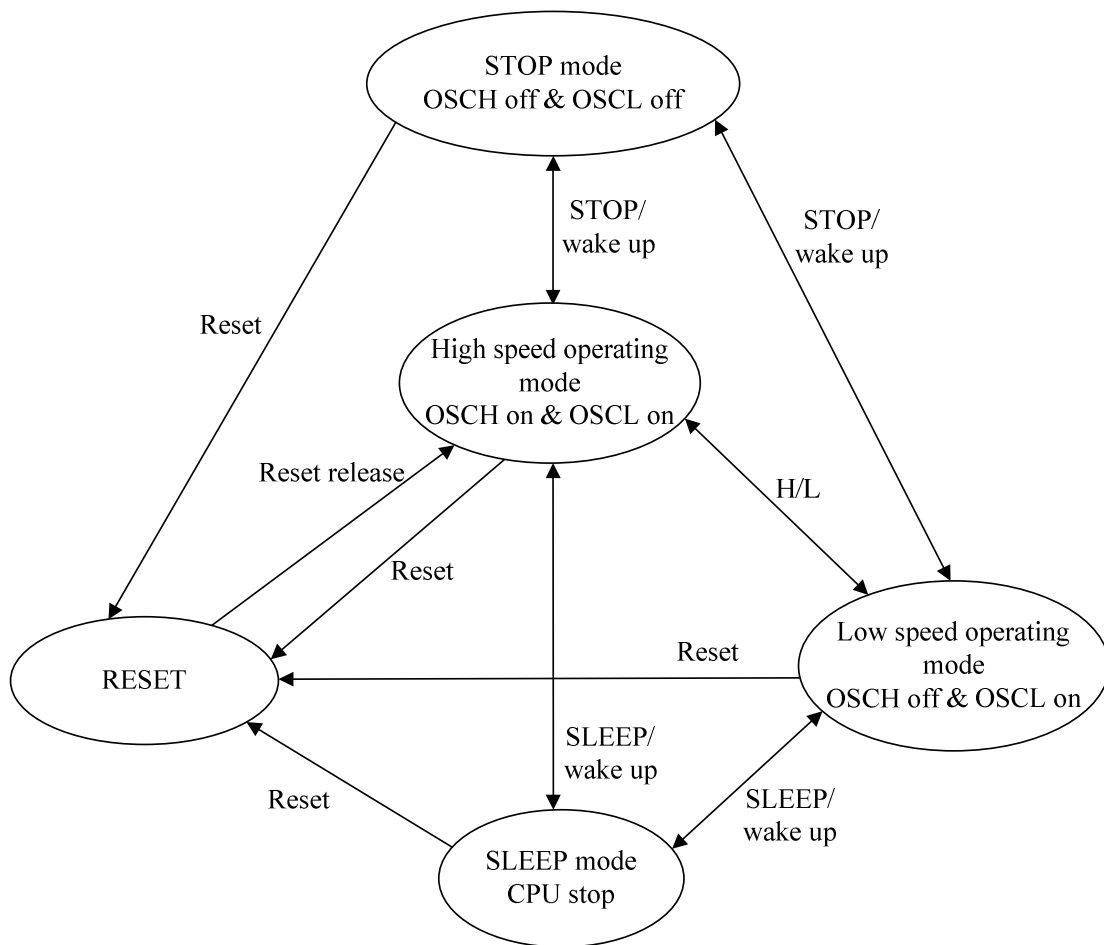 STOP mode
OSCH off & OSCL off
STOP/
wake up
STOP/
wake up
Reset
High speed operating
mode
OSCH on & OSCL on
Reset release
H/L
Reset
Low speed operating
mode
OSCH off & OSCL on
Reset
RESET
SLEEP/
wake up
SLEEP/
wake up
Reset
SLEEP mode
CPU stop